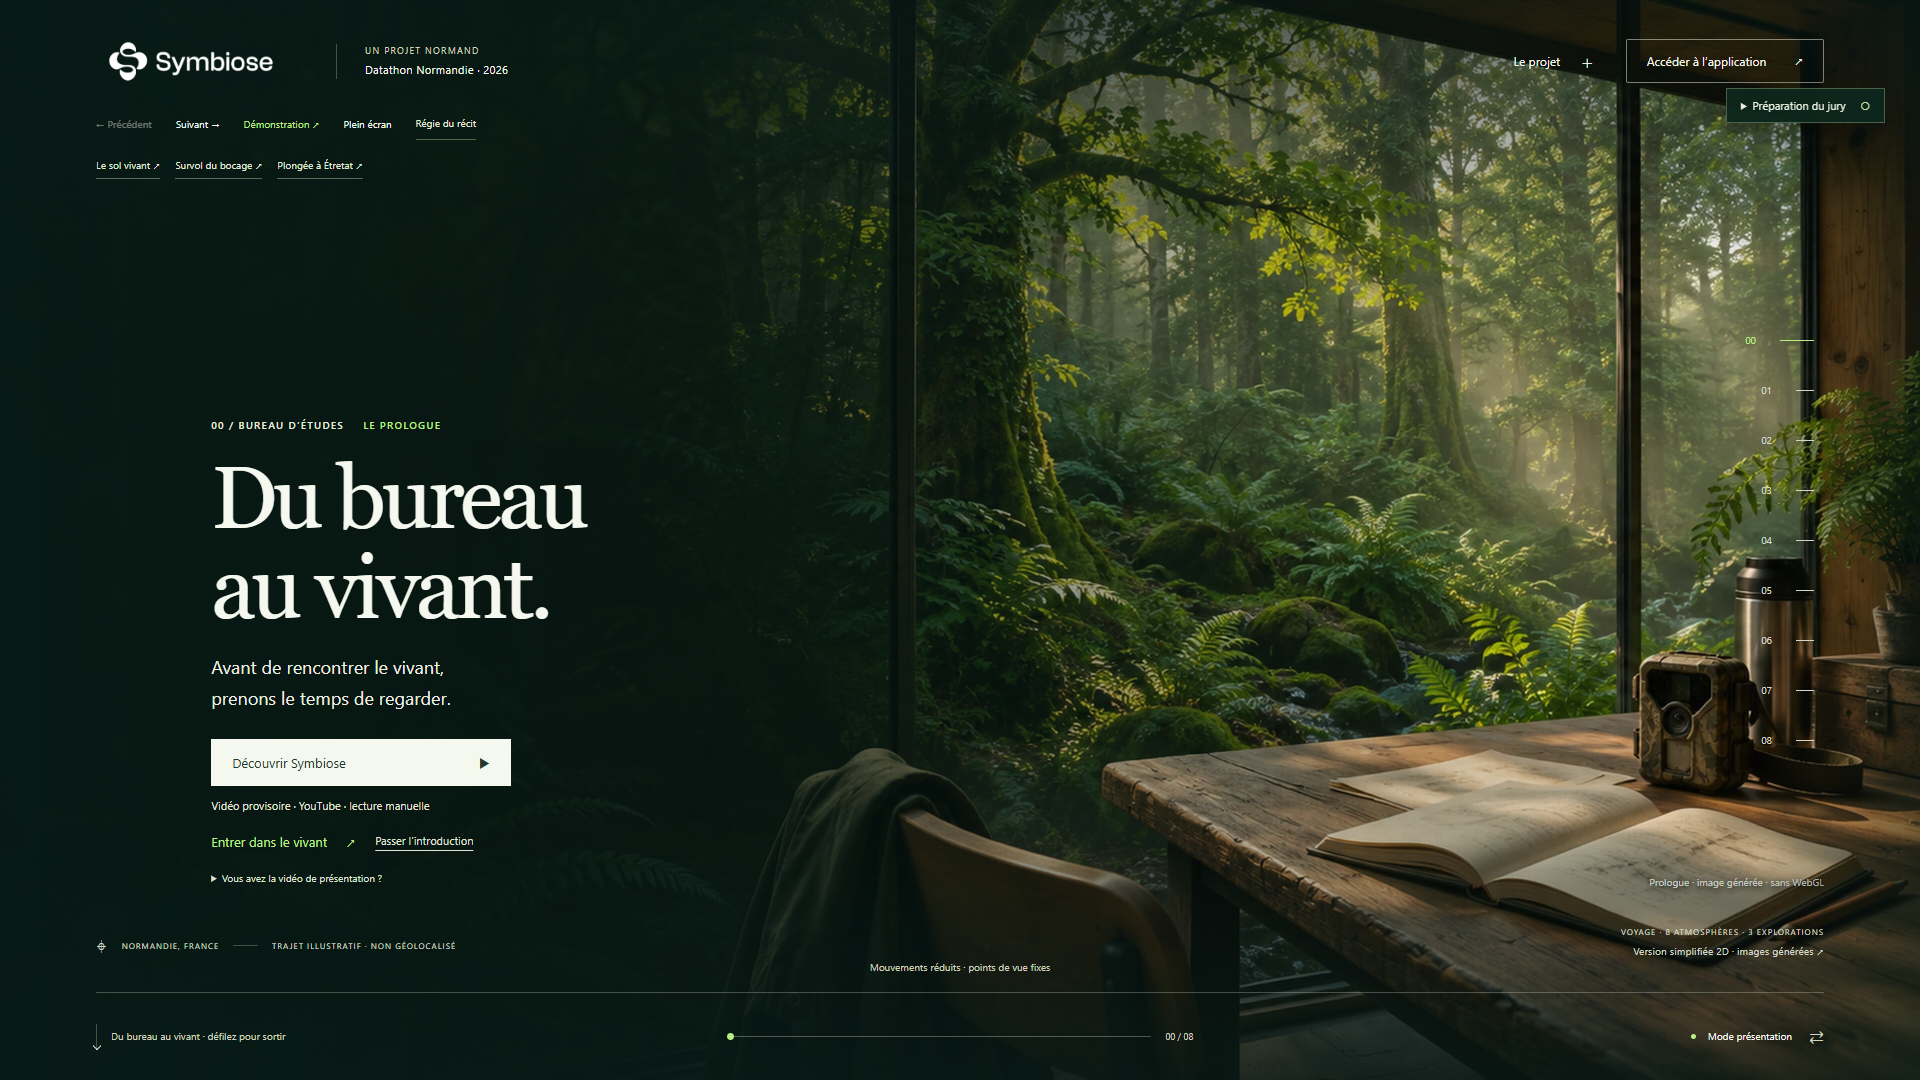 Symbiose
UN PROJET NORMAND
Datathon Normandie · 2026
Le projet +
Accéder à l'application ↗
▶ Préparation du jury
← Précédent
Suivant →
Démonstration ↗
Plein écran
Régie du récit
Le sol vivant ↗
Survol du bocage ↗
Plongée à Étretat ↗
00
01
02
03
04
05
06
07
08
00 / BUREAU D'ÉTUDES
LE PROLOGUE
Du bureau
au vivant.
Avant de rencontrer le vivant,
prenons le temps de regarder.
Découvrir Symbiose ▶
Vidéo provisoire · YouTube · lecture manuelle
Entrer dans le vivant ↗
Passer l'introduction
▶ Vous avez la vidéo de présentation ?
Prologue · image générée · sans WebGL
NORMANDIE, FRANCE
TRAJET ILLUSTRATIF · NON GÉOLOCALISÉ
VOYAGE · 8 ATMOSPHÈRES · 3 EXPLORATIONS
Version simplifiée 2D · images générées ↗
Mouvements réduits · points de vue fixes
Du bureau au vivant · défilez pour sortir
00 / 08
Mode présentation